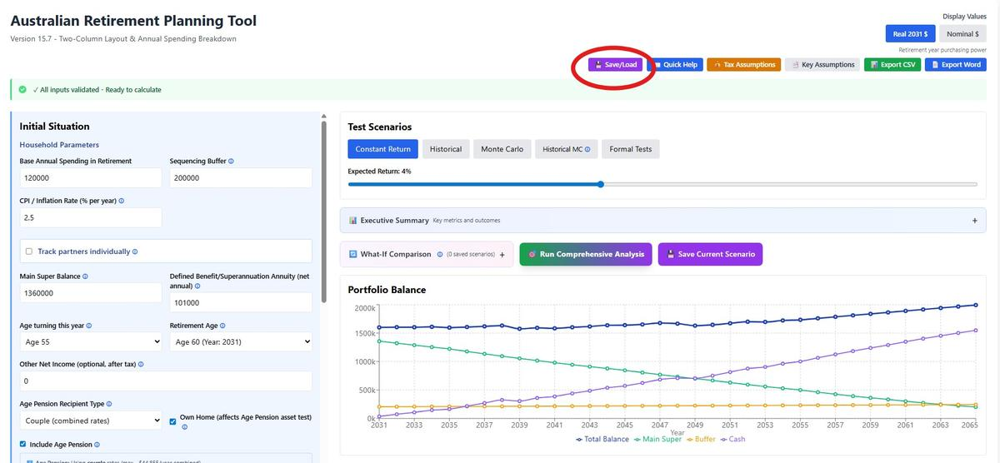 Australian Retirement Planning Tool
Version 15.7 - Two-Column Layout & Annual Spending Breakdown
Display Values
Real 2031 $ Nominal $
Retirement year purchasing power
Save/Load Quick Help Tax Assumptions Key Assumptions Export CSV Export Word
✓ All inputs validated - Ready to calculate
Initial Situation
Household Parameters
Base Annual Spending in Retirement Sequencing Buffer
120000 200000
CPI / Inflation Rate (% per year)
2.5
Track partners individually
Main Super Balance Defined Benefit/Superannuation Annuity (net
annual)
1360000 101000
Age turning this year Retirement Age
Age 55 Age 60 (Year: 2031)
Other Net Income (optional, after tax)
0
Age Pension Recipient Type
Couple (combined rates) Own Home (affects Age Pension asset test)
Include Age Pension
Test Scenarios
Constant Return Historical Monte Carlo Historical MC Formal Tests
Expected Return: 4%
Executive Summary Key metrics and outcomes +
What-If Comparison (0 saved scenarios) + Run Comprehensive Analysis Save Current Scenario
Portfolio Balance
2000k
1500k
1000k
500k
0k
2031 2033 2035 2037 2039 2041 2043 2045 2047 2049 2051 2053 2055 2057 2059 2061 2063 2065
Year
Total Balance Main Super Buffer Cash